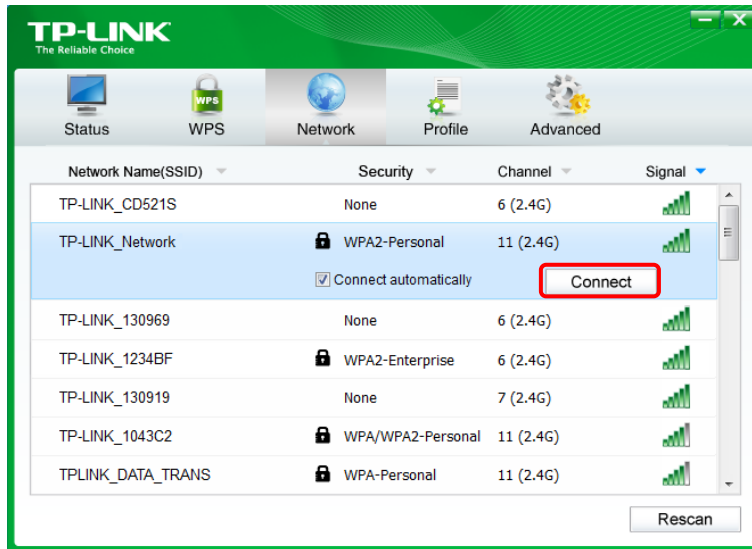 TP-LINK
The Reliable Choice
WPS
Status WPS Network Profile Advanced
Network Name(SSID) Security Channel Signal
TP-LINK_CD521S None 6 (2.4G)
TP-LINK_Network WPA2-Personal 11 (2.4G)
Connect automatically Connect
TP-LINK_130969 None 6 (2.4G)
TP-LINK_1234BF WPA2-Enterprise 6 (2.4G)
TP-LINK_130919 None 7 (2.4G)
TP-LINK_1043C2 WPA/WPA2-Personal 11 (2.4G)
TPLINK_DATA_TRANS WPA-Personal 11 (2.4G)
Rescan